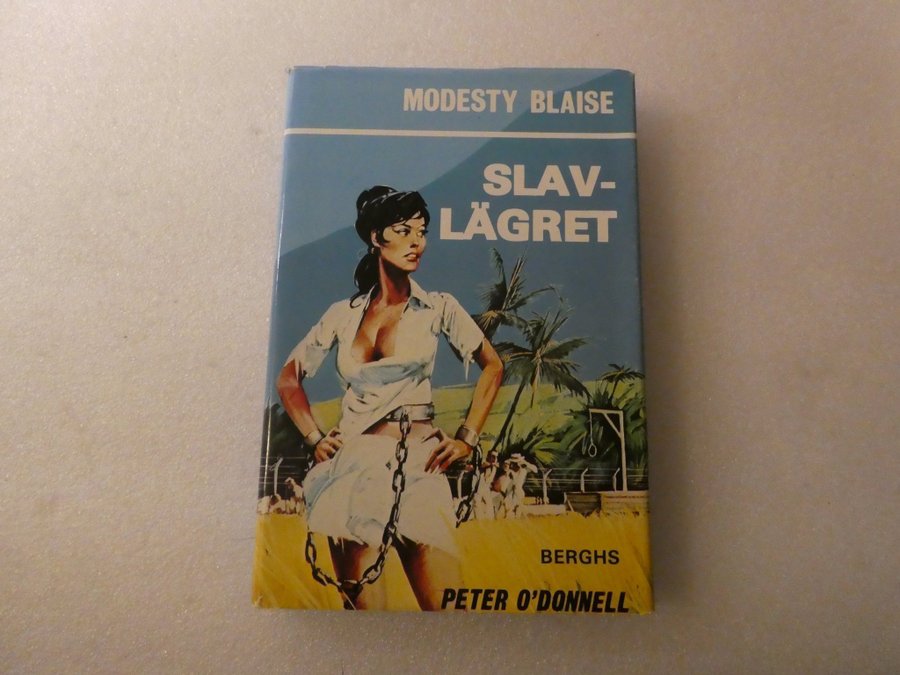 MODESTY BLAISE
SLAV-
LÄGRET
BERGHS
PETER O'DONNELL